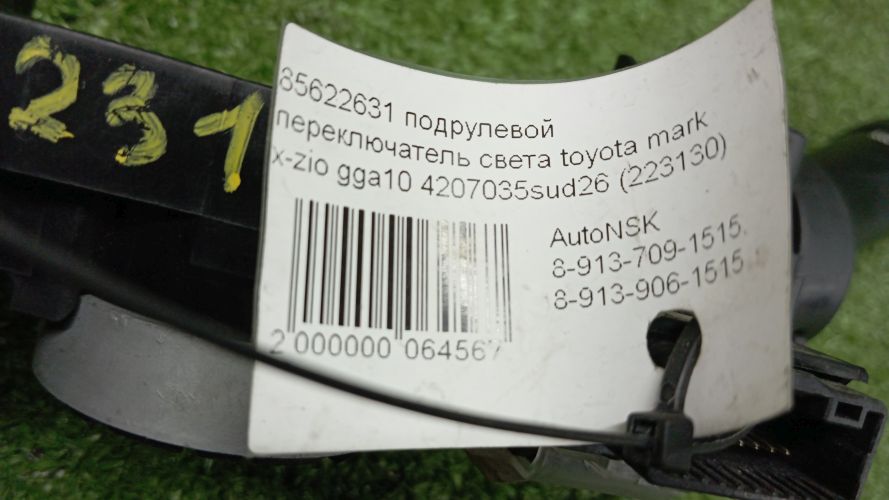 231
85622631 подрулевой
переключатель света toyota mark
x-zio gga10 4207035sud26 (223130)
AutoNSK
8-913-709-1515.
8-913-906-1515
2 000000 064567